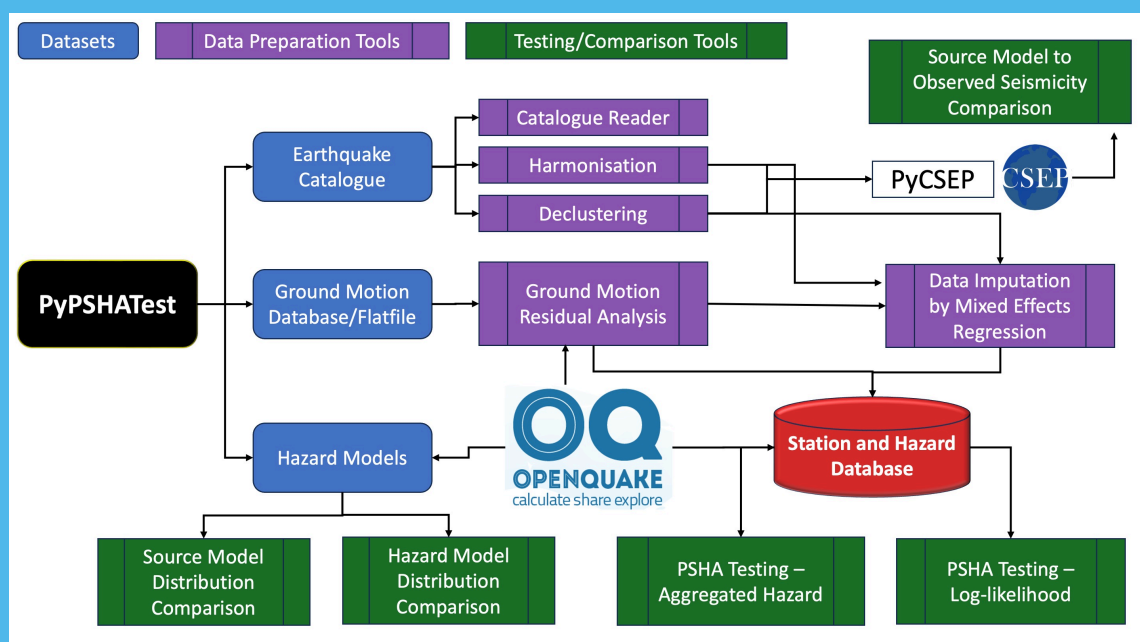 Datasets
Data Preparation Tools
Testing/Comparison Tools
Source Model to
Observed Seismicity
Comparison
Catalogue Reader
Earthquake
Catalogue
Harmonisation
PyCSEP
CSEP
Declustering
PyPSHATest
Ground Motion
Database/Flatfile
Ground Motion
Residual Analysis
Data Imputation
by Mixed Effects
Regression
Hazard Models
OQ
OPENQUAKE
calculate share explore
Station and Hazard
Database
Source Model
Distribution
Comparison
Hazard Model
Distribution
Comparison
PSHA Testing –
Aggregated Hazard
PSHA Testing –
Log-likelihood